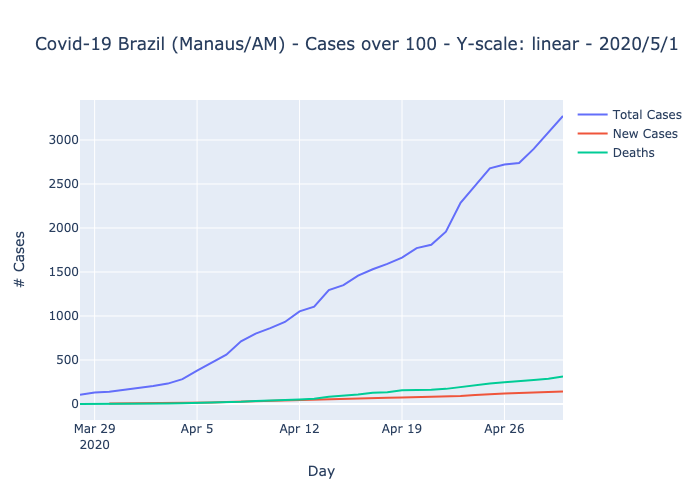 Covid-19 Brazil (Manaus/AM) - Cases over 100 - Y-scale: linear - 2020/5/1
Total Cases
New Cases
Deaths
# Cases
3000
2500
2000
1500
1000
500
0
Mar 29 Apr 5 Apr 12 Apr 19 Apr 26
2020
Day